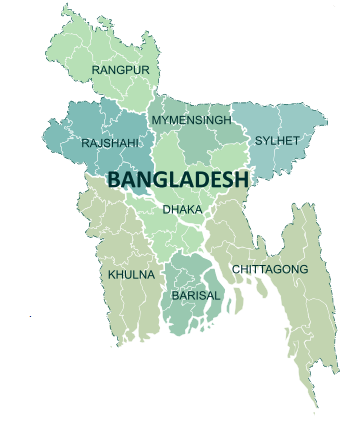 RANGPUR
MYMENSINGH
RAJSHAHI
SYLHET
BANGLADESH
DHAKA
KHULNA
CHITTAGONG
BARISAL